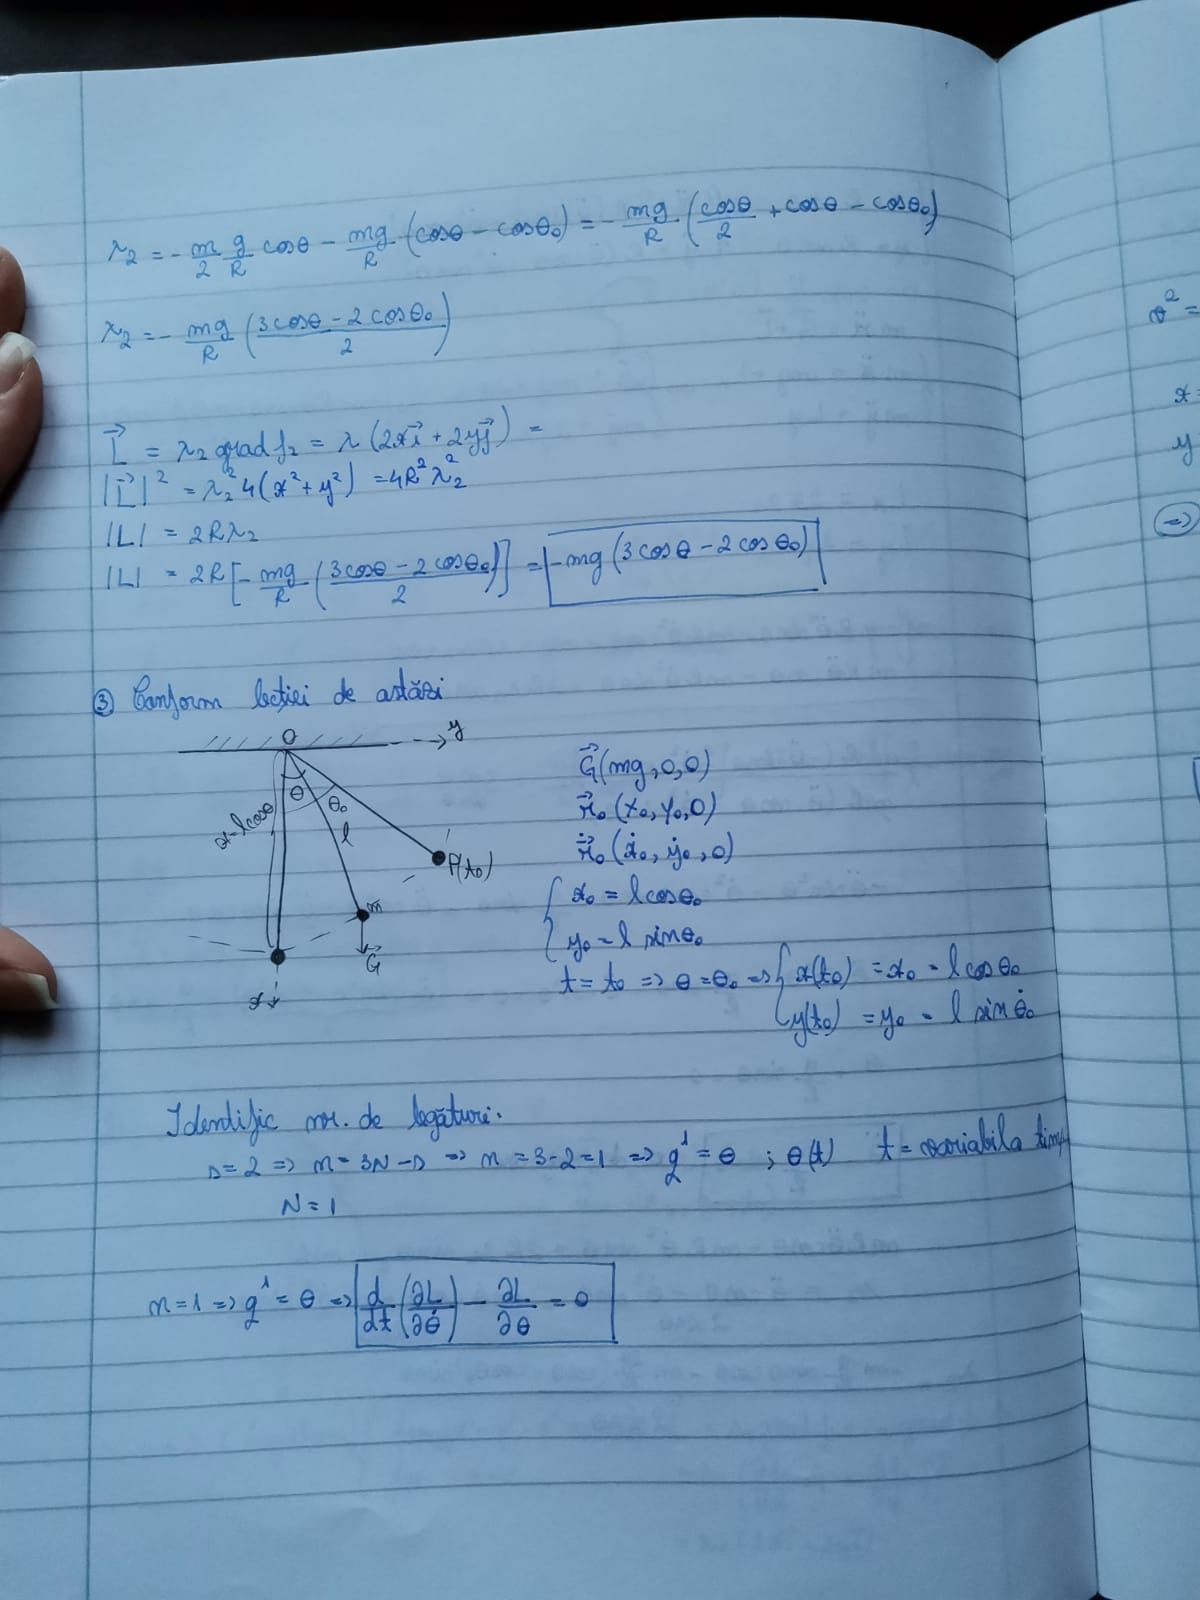 λ₂ = - m/2 g/R cosθ - mg/R (cosθ - cosθ₀) = - mg/R (cosθ/2 + cosθ - cosθ₀)
λ₂ = - mg/R ((3cosθ - 2cosθ₀)/2)
L⃗ = λ₂ grad f₂ = λ (2xi⃗ + 2yj⃗) =
|L⃗|² = λ₂² 4(x² + y²) = 4R²λ₂²
|L| = 2Rλ₂
|L| = 2R [- mg/R ((3cosθ - 2cosθ₀)/2)] = -mg(3cosθ - 2cosθ₀)
③ Conform lecției de astăzi
O
y
θ
θ₀
x=lcosθ
l
P(t₀)
m
G⃗
x
G⃗(mg,0,0)
r⃗₀(x₀,y₀,0)
ṙ⃗₀(ẋ₀,ẏ₀,0)
{ x₀ = lcosθ₀
y₀ = l sinθ₀
t = t₀ => θ = θ₀ => { x(t₀) = x₀ = lcosθ₀
y(t₀) = y₀ = l sinθ₀
Identific nr. de legături.
s=2 => n = 3N - s => n = 3-2 = 1 => q¹ = θ ; θ(t) t = variabila timp
N = 1
n=1 => q¹ = θ => d/dt (∂L/∂θ̇) - ∂L/∂θ = 0
v² =
x =
y
=>